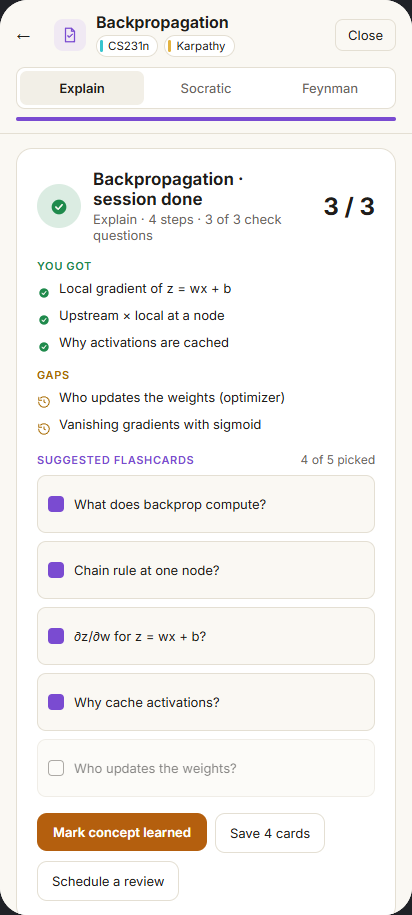 Backpropagation
CS231n
Karpathy
Close
Explain
Socratic
Feynman
Backpropagation ·
session done
Explain · 4 steps · 3 of 3 check
questions
3 / 3
YOU GOT
Local gradient of z = wx + b
Upstream × local at a node
Why activations are cached
GAPS
Who updates the weights (optimizer)
Vanishing gradients with sigmoid
SUGGESTED FLASHCARDS
4 of 5 picked
What does backprop compute?
Chain rule at one node?
∂z/∂w for z = wx + b?
Why cache activations?
Who updates the weights?
Mark concept learned
Save 4 cards
Schedule a review